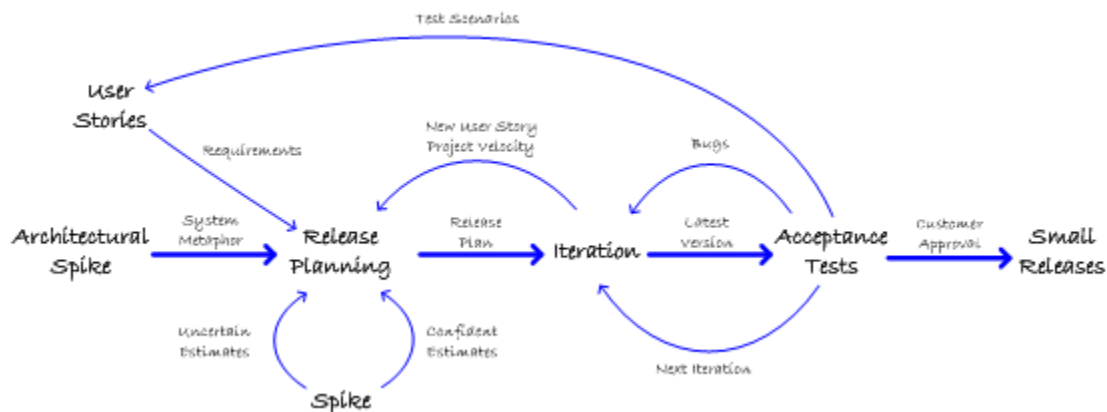 Test Scenarios
User
Stories
Requirements
New User Story
Project Velocity
Bugs
Architectural
Spike
System
Metaphor
Release
Planning
Release
Plan
Iteration
Latest
Version
Acceptance
Tests
Customer
Approval
Small
Releases
Uncertain
Estimates
Confident
Estimates
Next Iteration
Spike